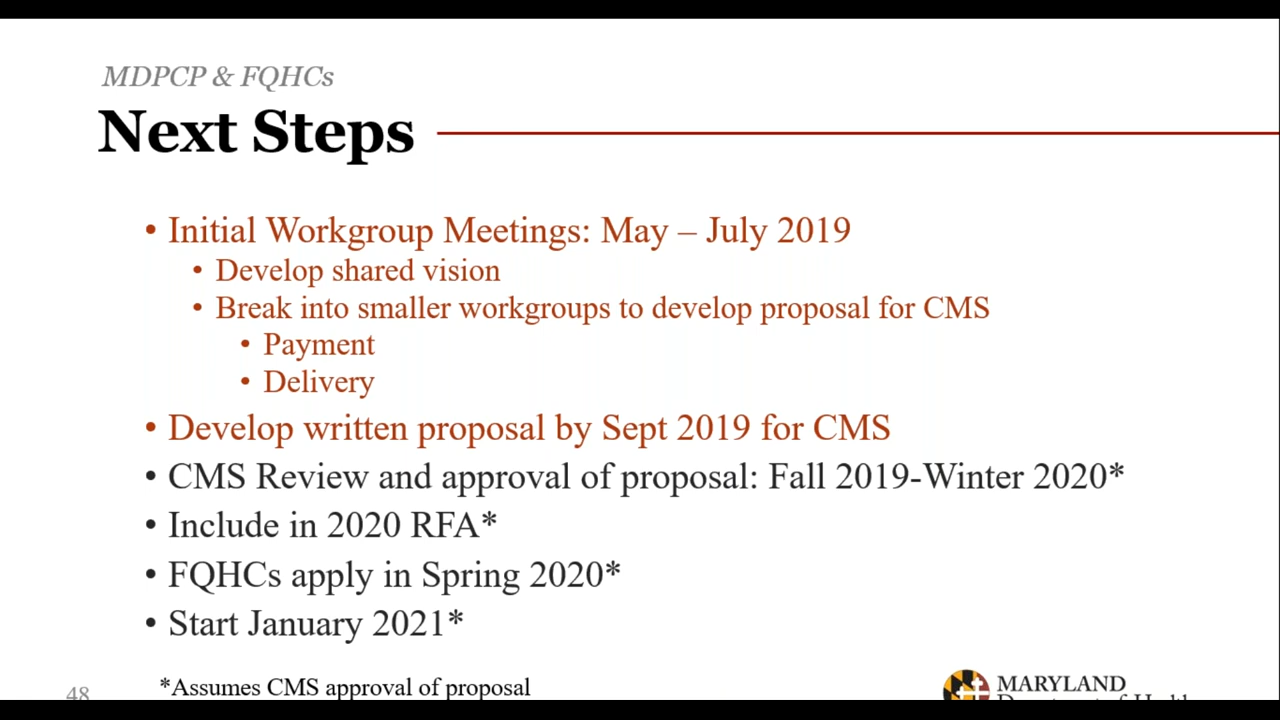 MDPCP & FQHCs
Next Steps
• Initial Workgroup Meetings: May – July 2019
• Develop shared vision
• Break into smaller workgroups to develop proposal for CMS
• Payment
• Delivery
• Develop written proposal by Sept 2019 for CMS
• CMS Review and approval of proposal: Fall 2019-Winter 2020*
• Include in 2020 RFA*
• FQHCs apply in Spring 2020*
• Start January 2021*
*Assumes CMS approval of proposal
48
MARYLAND
Department of Health